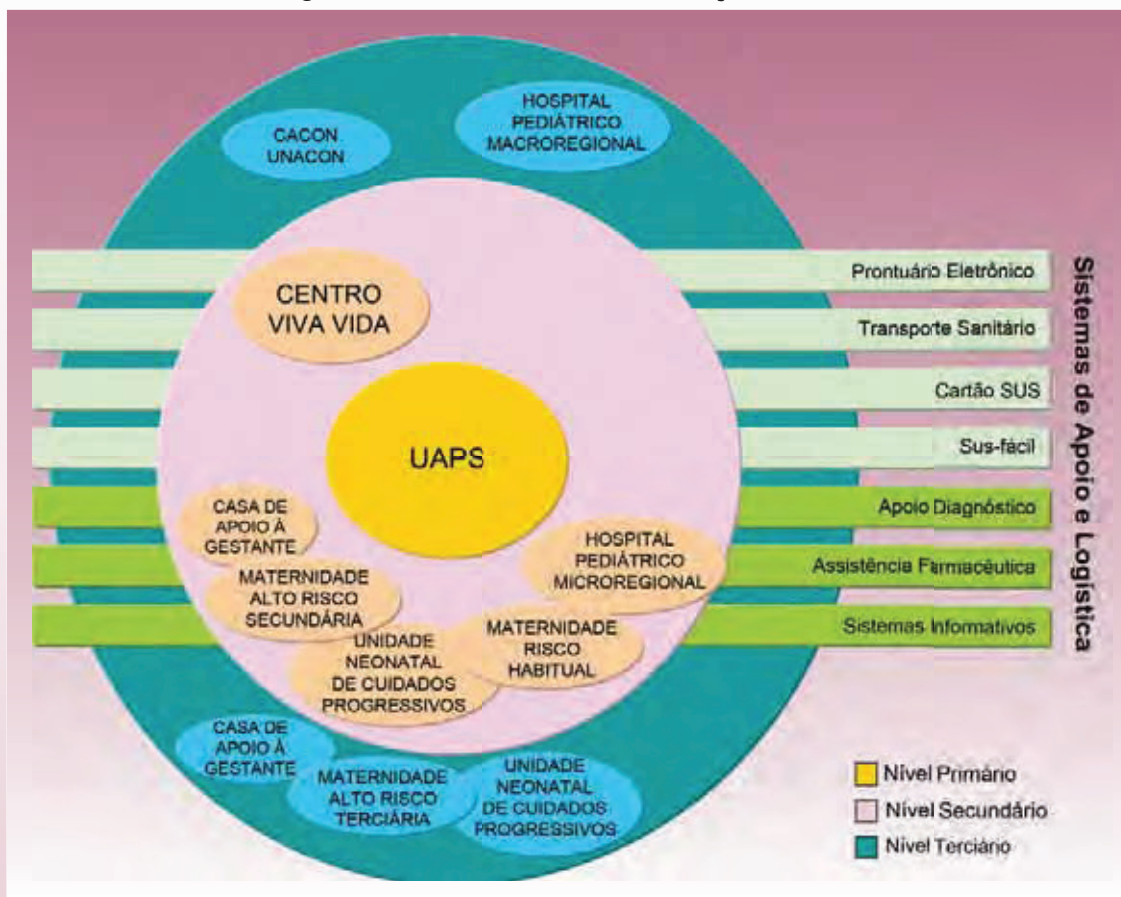 CACON
UNACON
HOSPITAL
PEDIÁTRICO
MACROREGIONAL
CENTRO
VIVA VIDA
UAPS
CASA DE
APOIO À
GESTANTE
MATERNIDADE
ALTO RISCO
SECUNDÁRIA
UNIDADE
NEONATAL
DE CUIDADOS
PROGRESSIVOS
MATERNIDADE
RISCO
HABITUAL
HOSPITAL
PEDIÁTRICO
MICROREGIONAL
CASA DE
APOIO À
GESTANTE
MATERNIDADE
ALTO RISCO
TERCIÁRIA
UNIDADE
NEONATAL
DE CUIDADOS
PROGRESSIVOS
Prontuário Eletrônico
Transporte Sanitário
Cartão SUS
Sus-fácil
Apoio Diagnóstico
Assistência Farmacêutica
Sistemas Informativos
Sistemas de Apoio e Logística
Nível Primário
Nível Secundário
Nível Terciário